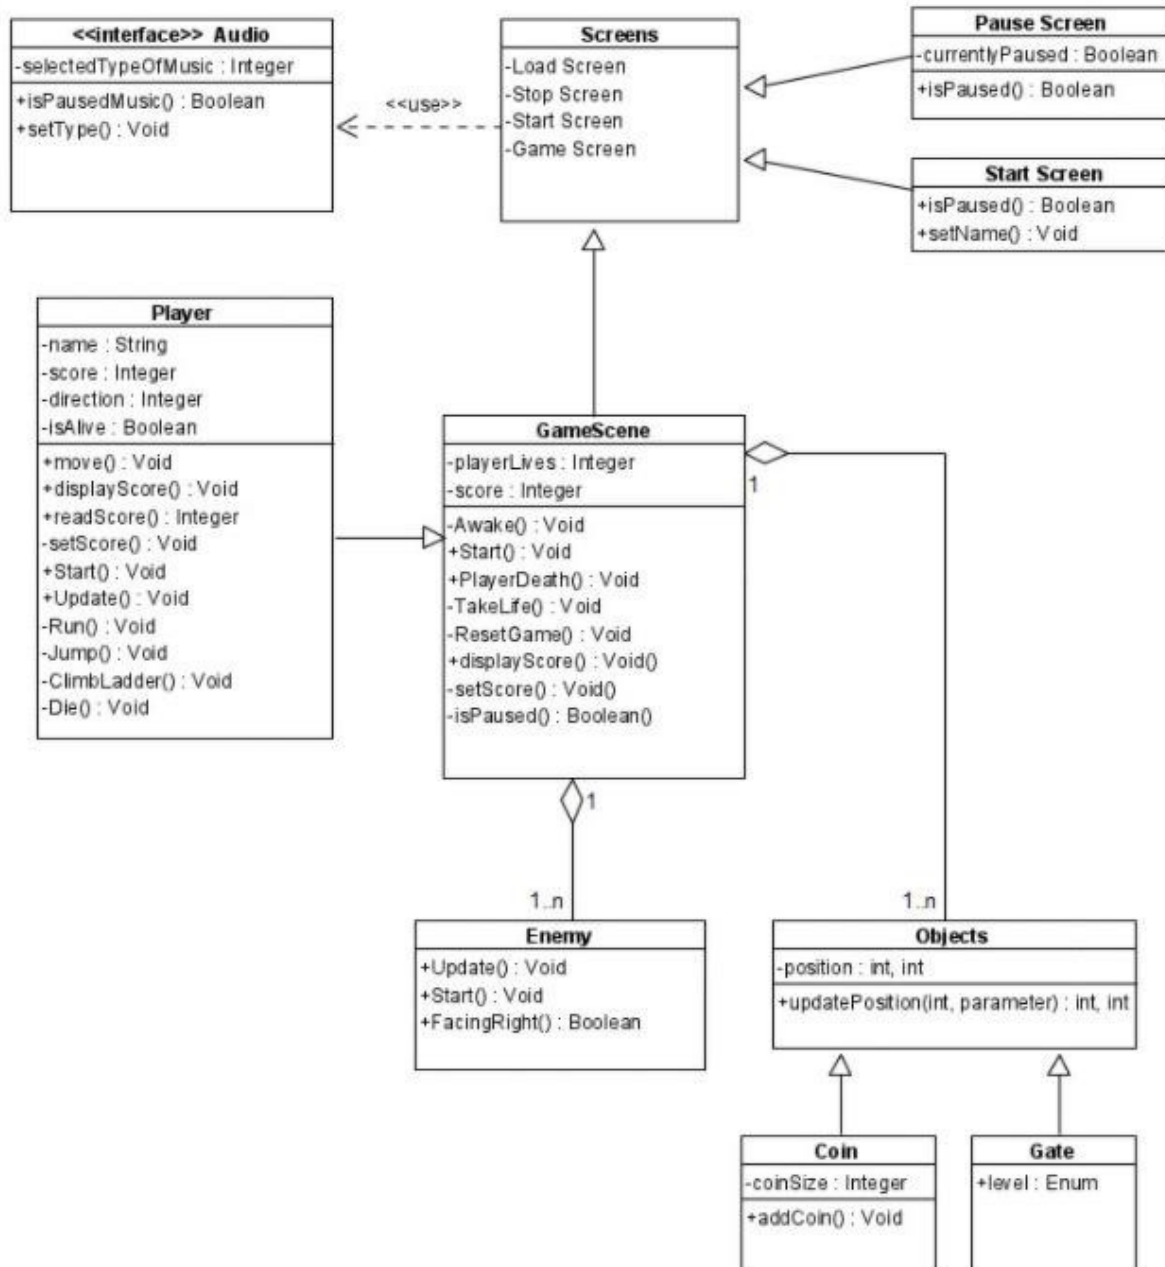 <<interface>> Audio
-selectedTypeOfMusic : Integer
+isPausedMusic() : Boolean
+setType() : Void
<<use>>
Screens
-Load Screen
-Stop Screen
-Start Screen
-Game Screen
Pause Screen
-currentlyPaused : Boolean
+isPaused() : Boolean
Start Screen
+isPaused() : Boolean
+setName() : Void
Player
-name : String
-score : Integer
-direction : Integer
-isAlive : Boolean
+move() : Void
+displayScore() : Void
+readScore() : Integer
-setScore() : Void
+Start() : Void
+Update() : Void
-Run() : Void
-Jump() : Void
-ClimbLadder() : Void
-Die() : Void
GameScene
-playerLives : Integer
-score : Integer
-Awake() : Void
+Start() : Void
+PlayerDeath() : Void
-TakeLife() : Void
-ResetGame() : Void
+displayScore() : Void()
-setScore() : Void()
-isPaused() : Boolean()
1
1
1..n
1..n
Enemy
+Update() : Void
+Start() : Void
+FacingRight() : Boolean
Objects
-position : int, int
+updatePosition(int, parameter) : int, int
Coin
-coinSize : Integer
+addCoin() : Void
Gate
+level : Enum